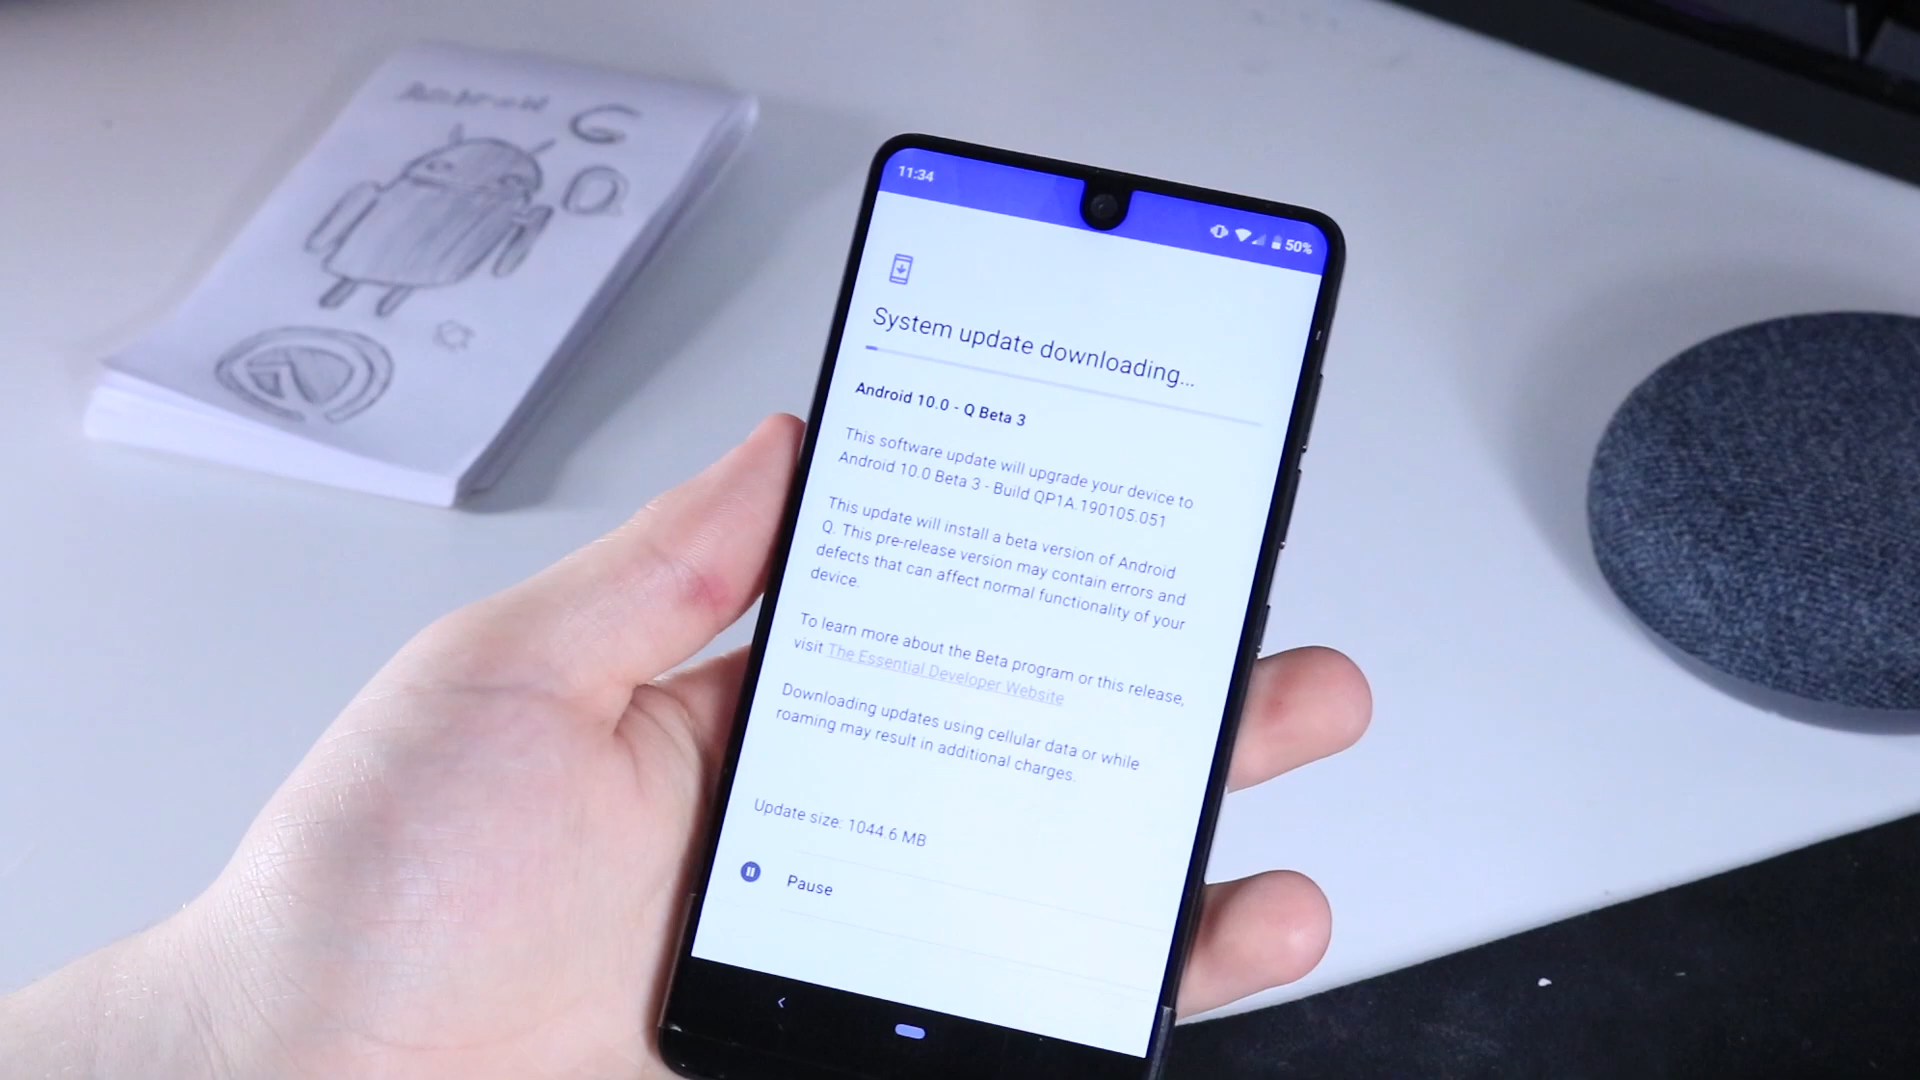 Android
G
Q
11:34
50%
System update downloading...
Android 10.0 - Q Beta 3
This software update will upgrade your device to
Android 10.0 Beta 3 - Build QP1A.190105.051
This update will install a beta version of Android
Q. This pre-release version may contain errors and
defects that can affect normal functionality of your
device.
To learn more about the Beta program or this release,
visit The Essential Developer Website
Downloading updates using cellular data or while
roaming may result in additional charges.
Update size: 1044.6 MB
Pause